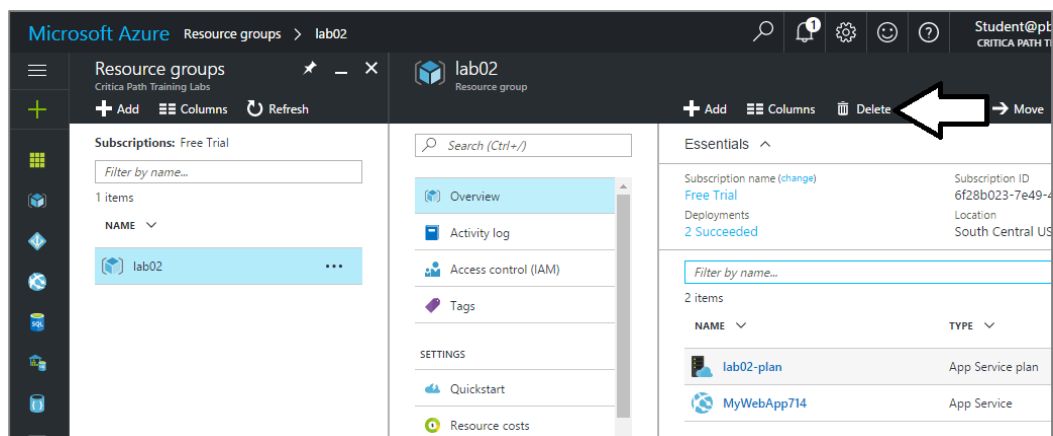 Microsoft Azure Resource groups > lab02
1
Student@pb
CRITICA PATH T
Resource groups
Critica Path Training Labs
Add Columns Refresh
Subscriptions: Free Trial
Filter by name...
1 items
NAME
lab02
...
lab02
Resource group
Search (Ctrl+/)
Overview
Activity log
Access control (IAM)
Tags
SETTINGS
Quickstart
Resource costs
Add Columns Delete Move
Essentials
Subscription name (change)
Free Trial
Deployments
2 Succeeded
Subscription ID
6f28b023-7e49-4
Location
South Central US
Filter by name...
2 items
NAME TYPE
lab02-plan App Service plan
MyWebApp714 App Service
SQL